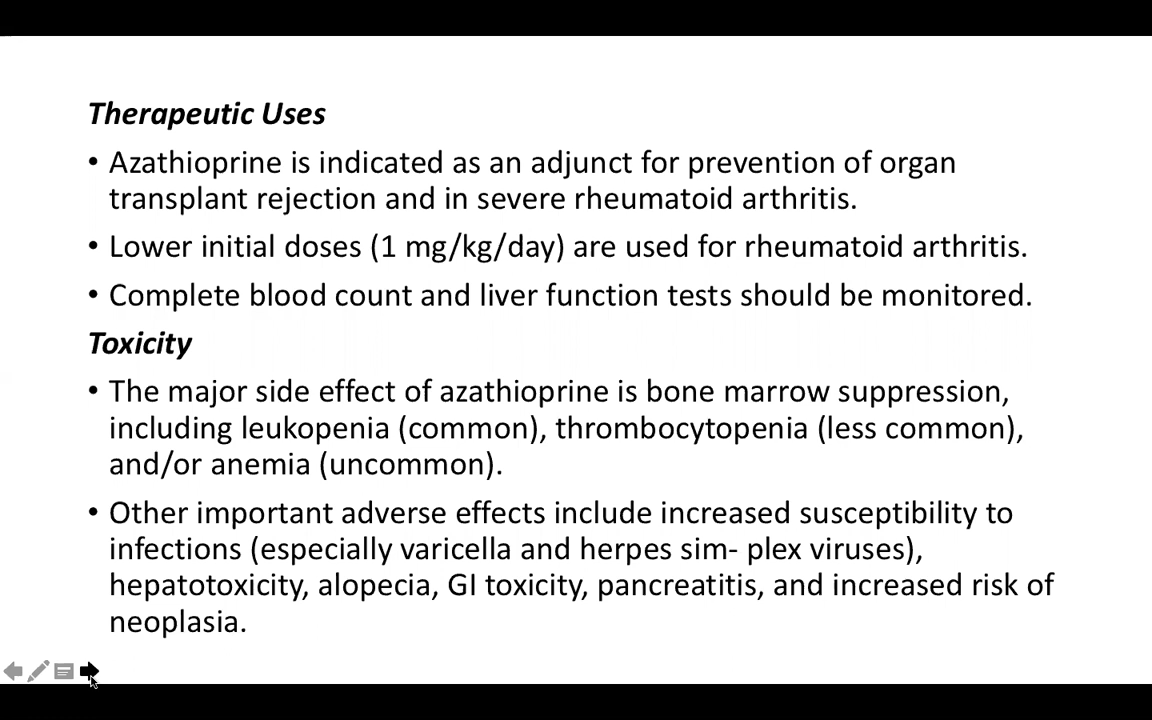 Therapeutic Uses
• Azathioprine is indicated as an adjunct for prevention of organ
transplant rejection and in severe rheumatoid arthritis.
• Lower initial doses (1 mg/kg/day) are used for rheumatoid arthritis.
• Complete blood count and liver function tests should be monitored.
Toxicity
• The major side effect of azathioprine is bone marrow suppression,
including leukopenia (common), thrombocytopenia (less common),
and/or anemia (uncommon).
• Other important adverse effects include increased susceptibility to
infections (especially varicella and herpes sim- plex viruses),
hepatotoxicity, alopecia, GI toxicity, pancreatitis, and increased risk of
neoplasia.